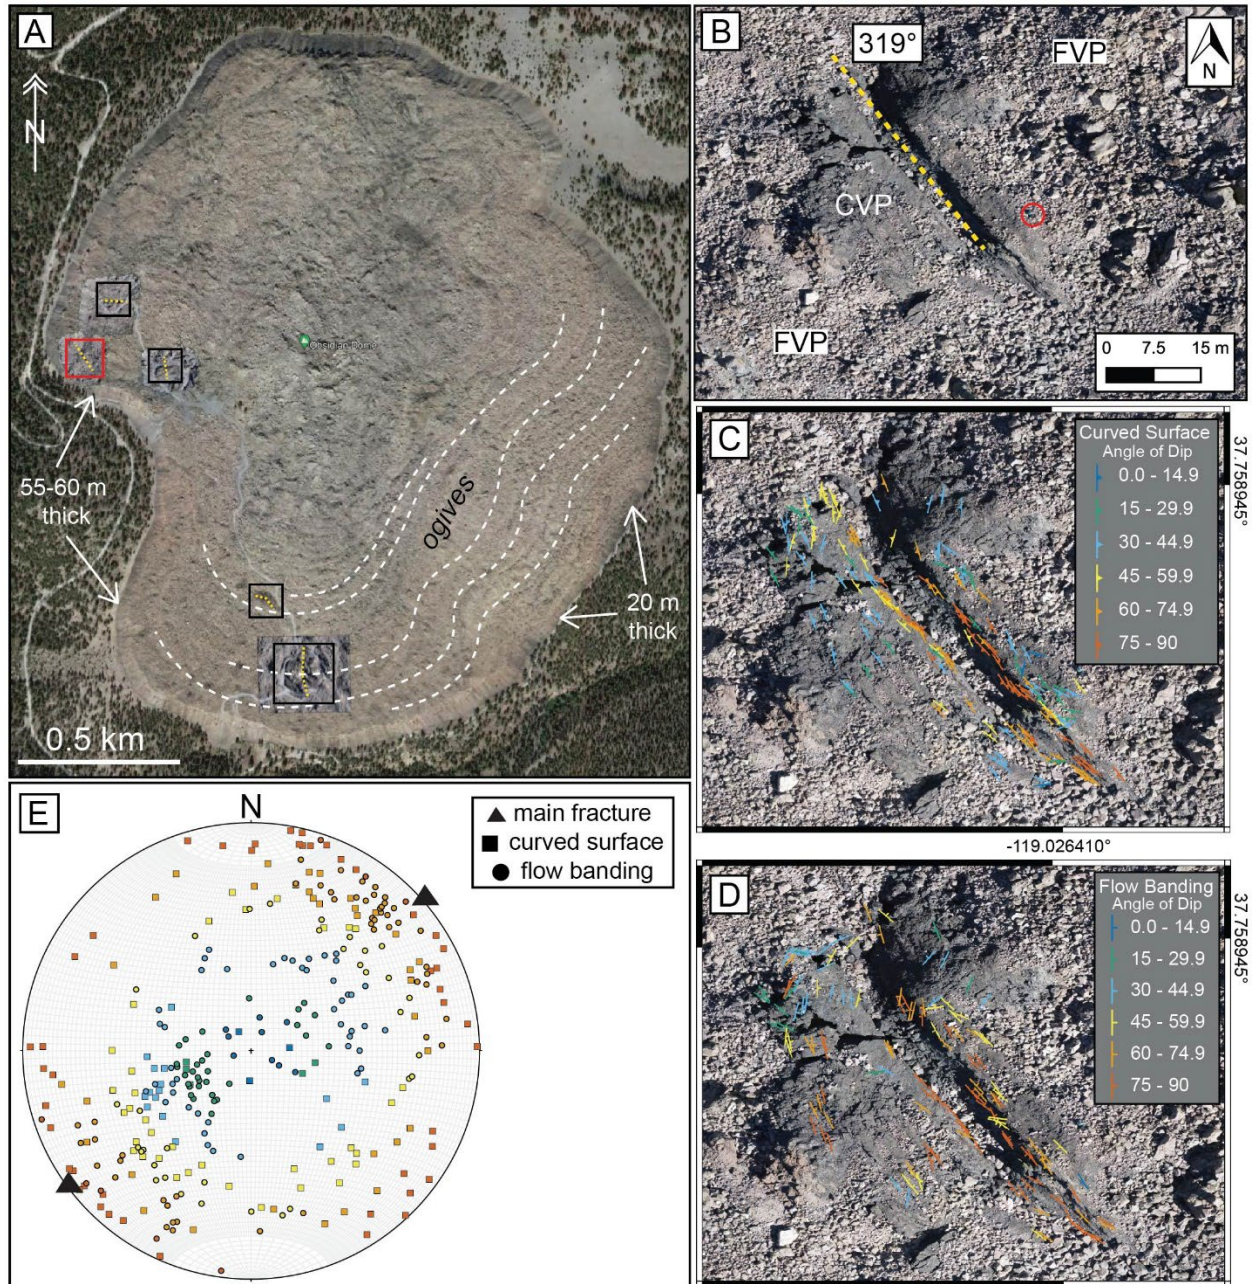 A
N
Obsidian Dome
55-60 m
thick
ogives
20 m
thick
0.5 km
B
319°
FVP
N
CVP
FVP
0 7.5 15 m
C
Curved Surface
Angle of Dip
0.0 - 14.9
15 - 29.9
30 - 44.9
45 - 59.9
60 - 74.9
75 - 90
37.758945°
-119.026410°
D
Flow Banding
Angle of Dip
0.0 - 14.9
15 - 29.9
30 - 44.9
45 - 59.9
60 - 74.9
75 - 90
37.758945°
E
N
main fracture
curved surface
flow banding